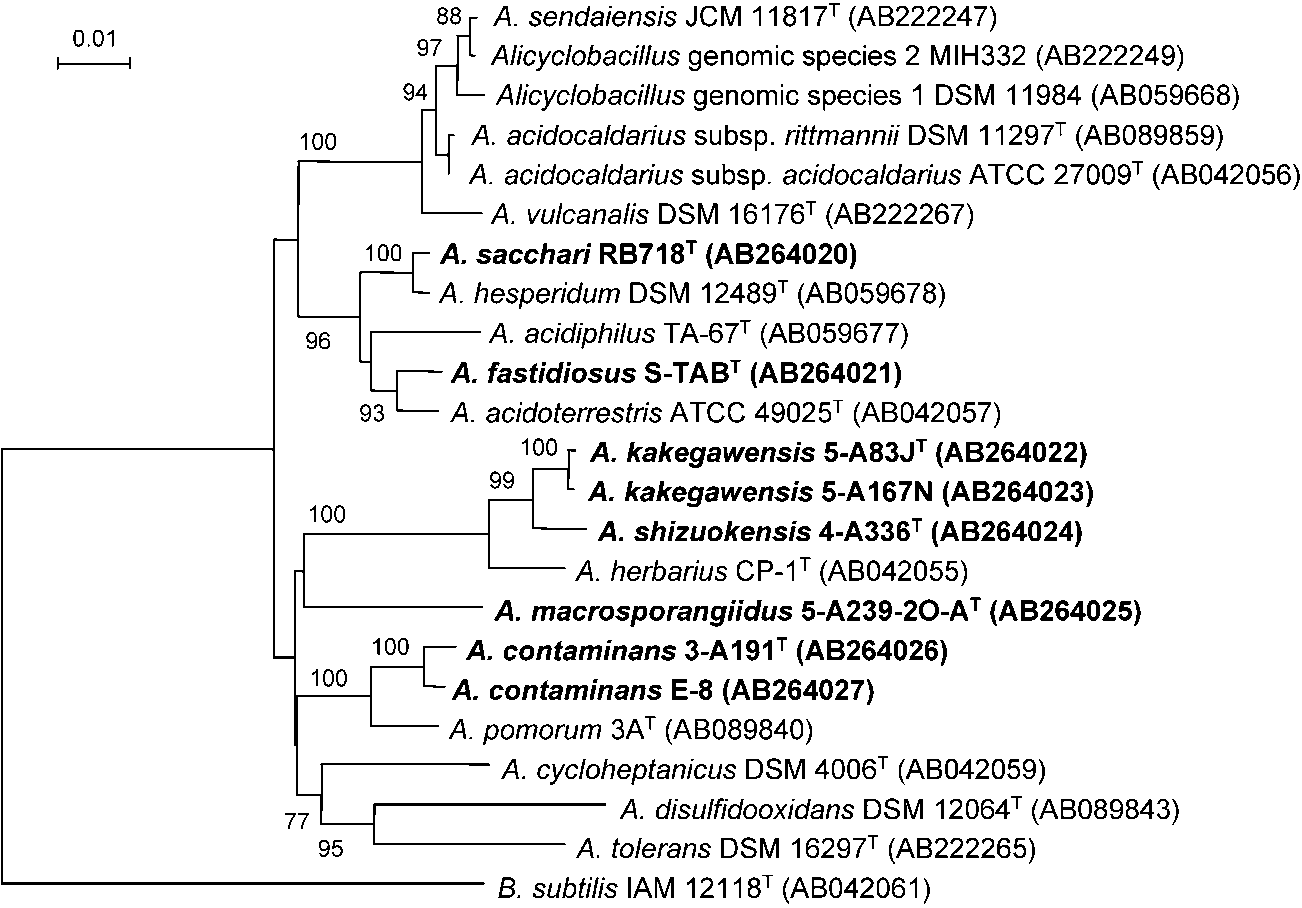 0.01
88
A. sendaiensis JCM 11817ᵀ (AB222247)
97
Alicyclobacillus genomic species 2 MIH332 (AB222249)
94
Alicyclobacillus genomic species 1 DSM 11984 (AB059668)
100
A. acidocaldarius subsp. rittmannii DSM 11297ᵀ (AB089859)
A. acidocaldarius subsp. acidocaldarius ATCC 27009ᵀ (AB042056)
A. vulcanalis DSM 16176ᵀ (AB222267)
100
A. sacchari RB718ᵀ (AB264020)
A. hesperidum DSM 12489ᵀ (AB059678)
96
A. acidiphilus TA-67ᵀ (AB059677)
A. fastidiosus S-TABᵀ (AB264021)
93
A. acidoterrestris ATCC 49025ᵀ (AB042057)
100
A. kakegawensis 5-A83Jᵀ (AB264022)
99
A. kakegawensis 5-A167N (AB264023)
100
A. shizuokensis 4-A336ᵀ (AB264024)
A. herbarius CP-1ᵀ (AB042055)
A. macrosporangiidus 5-A239-2O-Aᵀ (AB264025)
100
A. contaminans 3-A191ᵀ (AB264026)
100
A. contaminans E-8 (AB264027)
A. pomorum 3Aᵀ (AB089840)
A. cycloheptanicus DSM 4006ᵀ (AB042059)
77
A. disulfidooxidans DSM 12064ᵀ (AB089843)
95
A. tolerans DSM 16297ᵀ (AB222265)
B. subtilis IAM 12118ᵀ (AB042061)